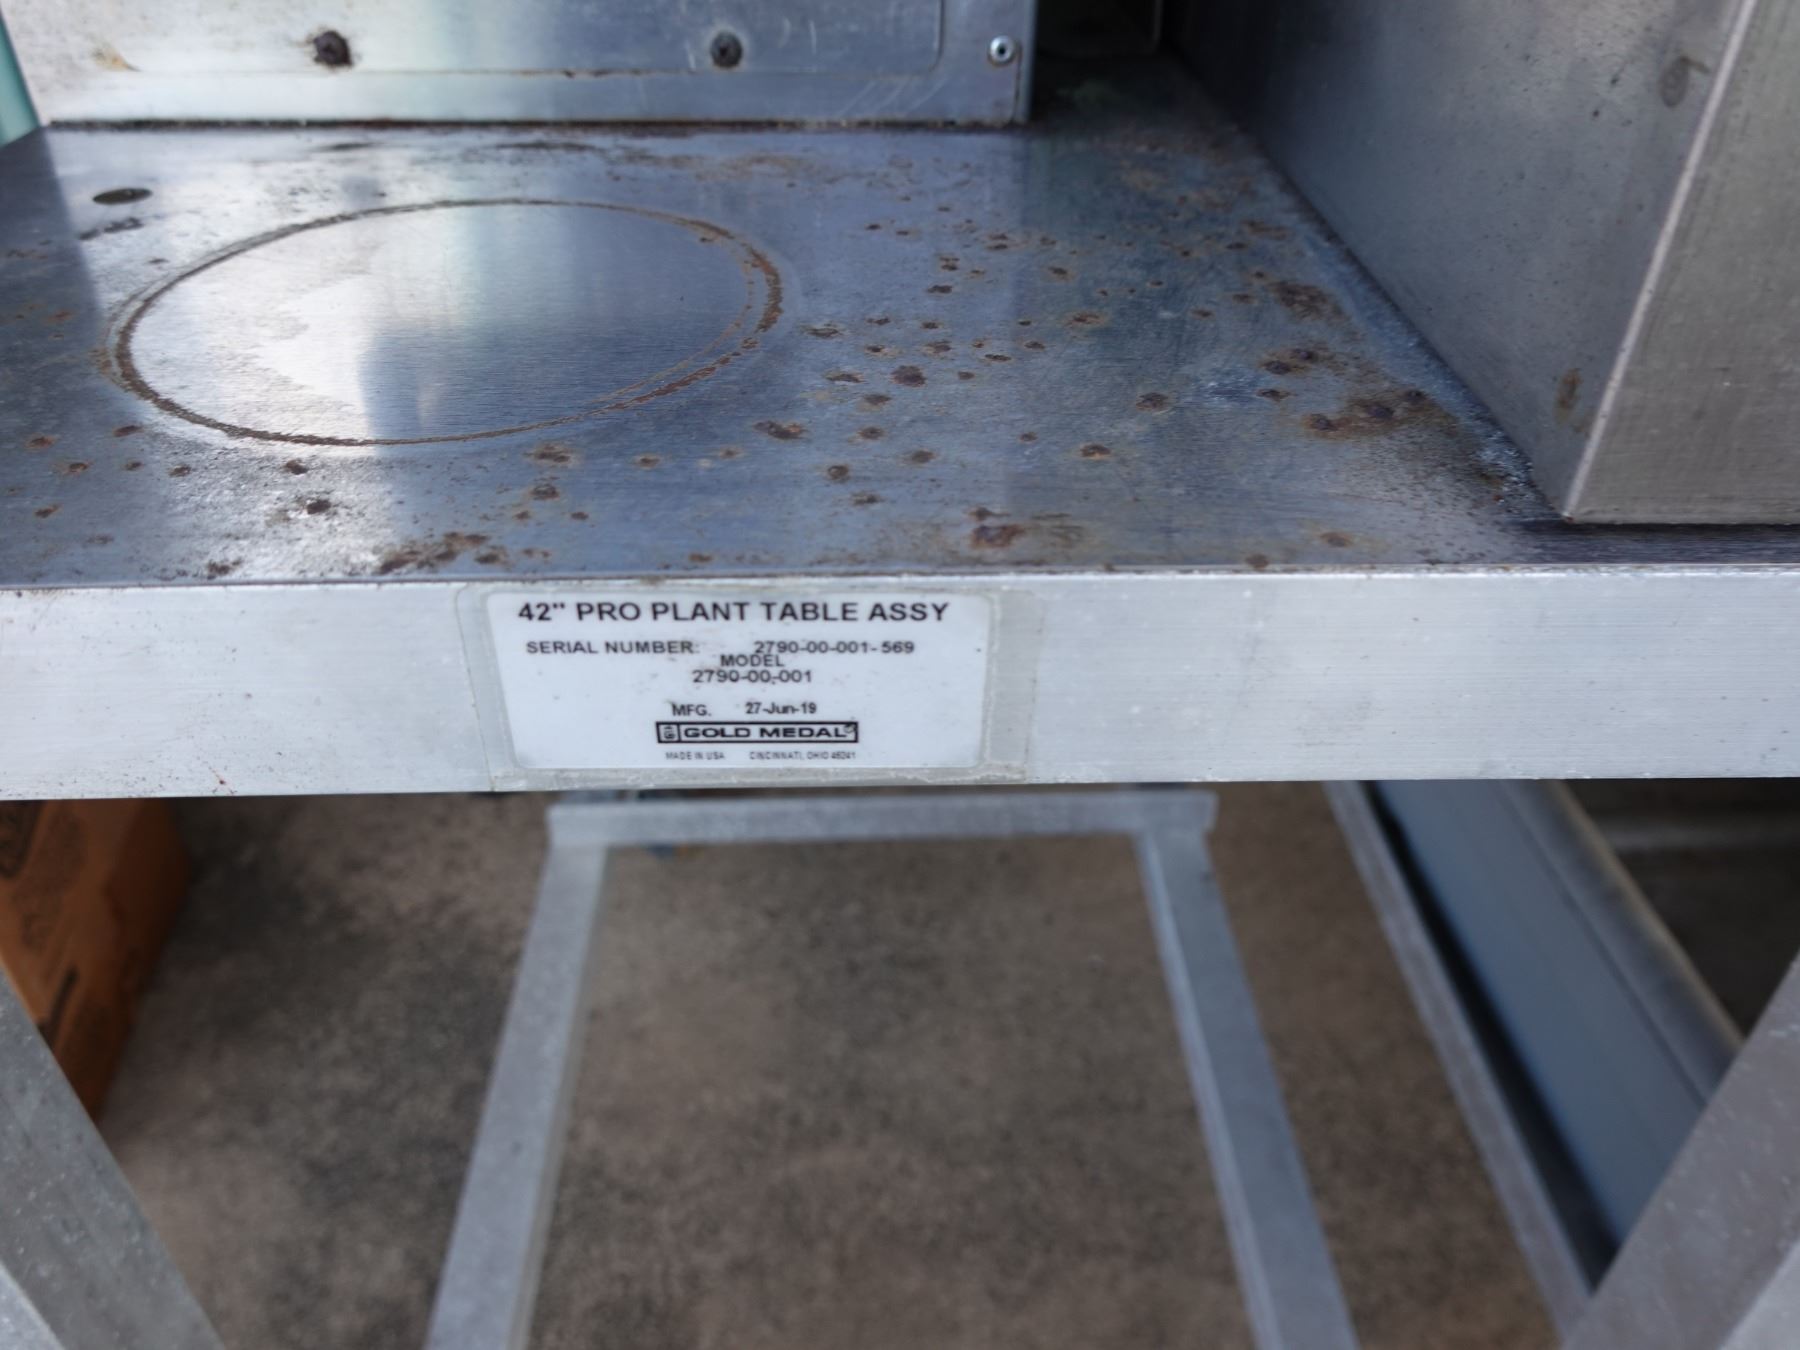 42" PRO PLANT TABLE ASSY
SERIAL NUMBER: 2790-00-001-569
MODEL
2790-00-001
MFG. 27-Jun-19
GOLD MEDAL
MADE IN USA CINCINNATI, OHIO 45241